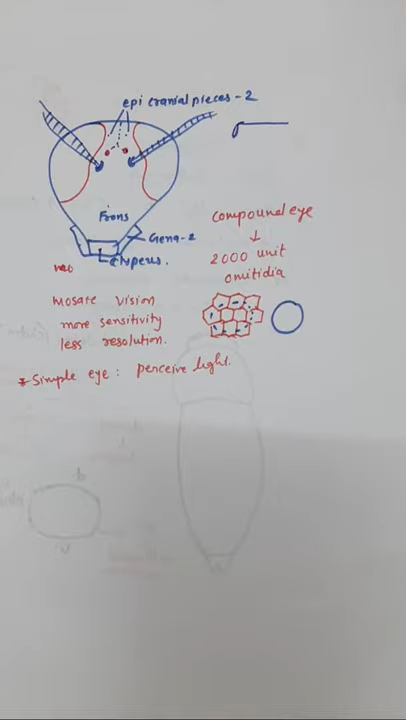 epi cranial pieces - 2
Frons
Gena-2
clypeus.
compound eye
↓
2000 unit
omitidia
mosaic vision
more sensitivity
less resolution.
* Simple eye : perceive light.